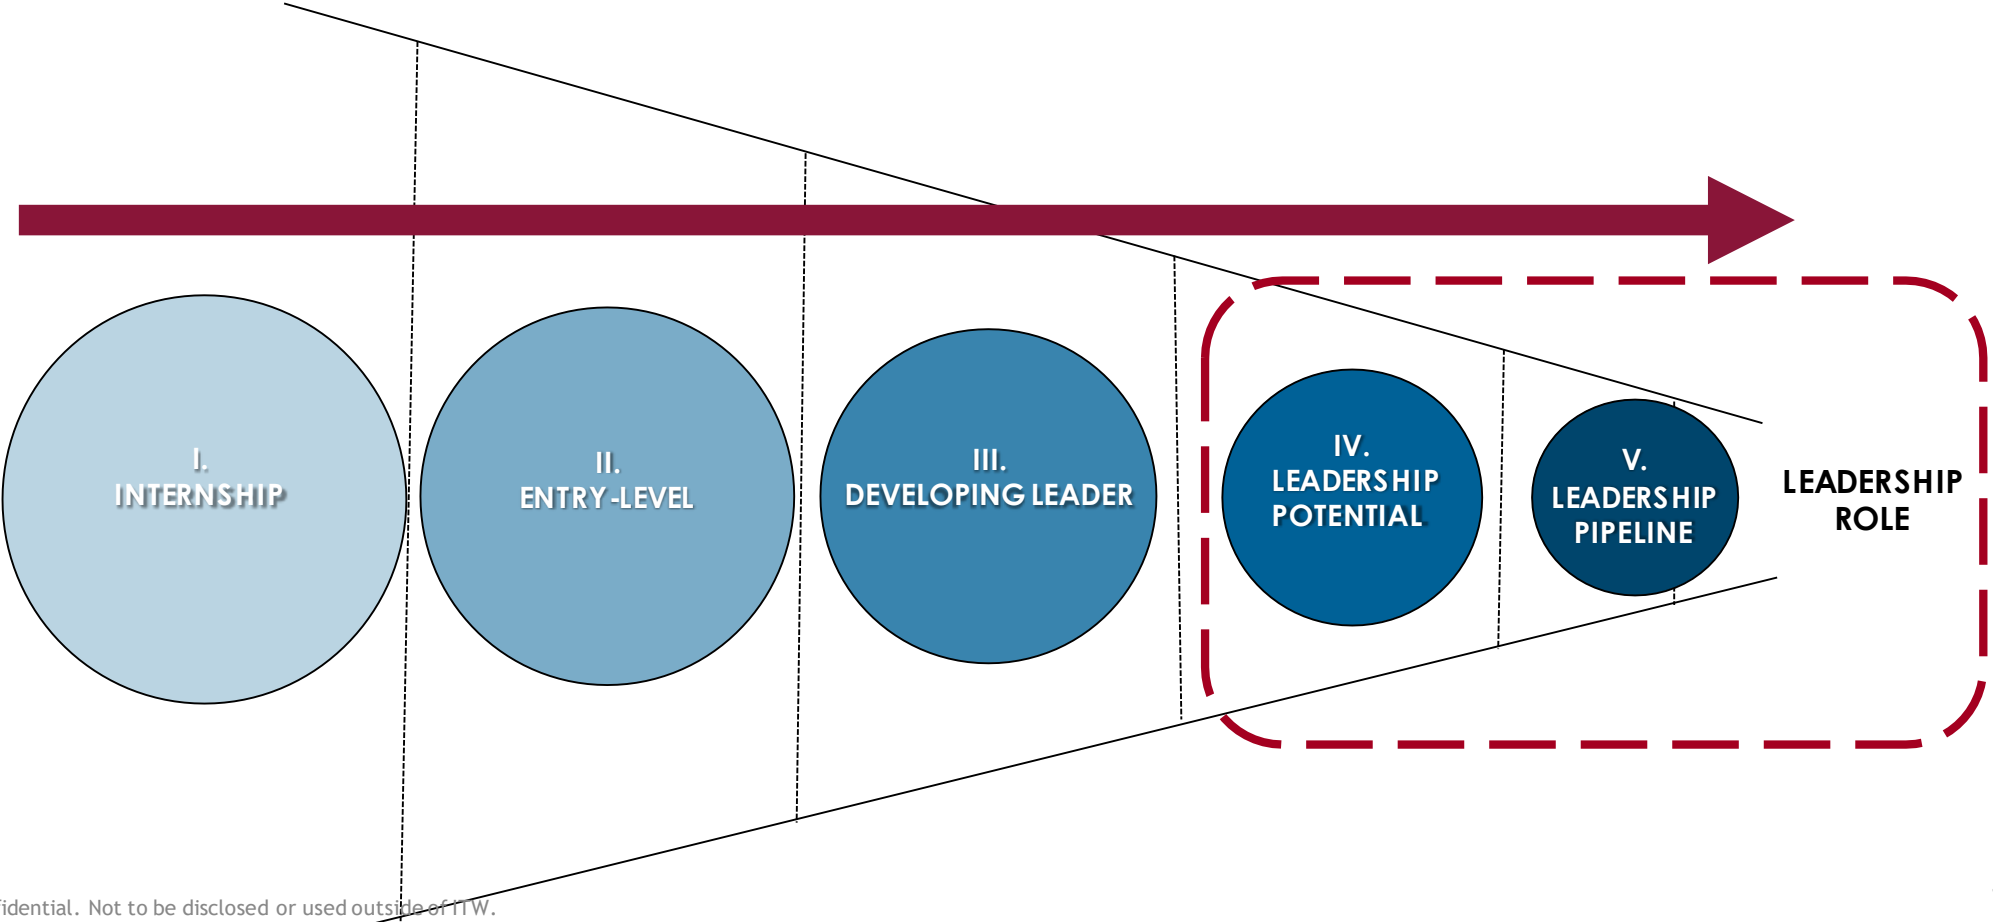 I.
INTERNSHIP
II.
ENTRY-LEVEL
III.
DEVELOPING LEADER
IV.
LEADERSHIP
POTENTIAL
V.
LEADERSHIP
PIPELINE
LEADERSHIP
ROLE
Not to be disclosed or used outside of ITW.